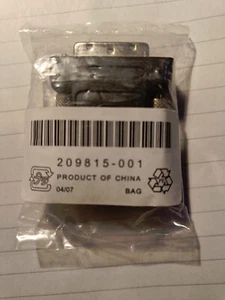 209815-001
PRODUCT OF CHINA
04/07 BAG